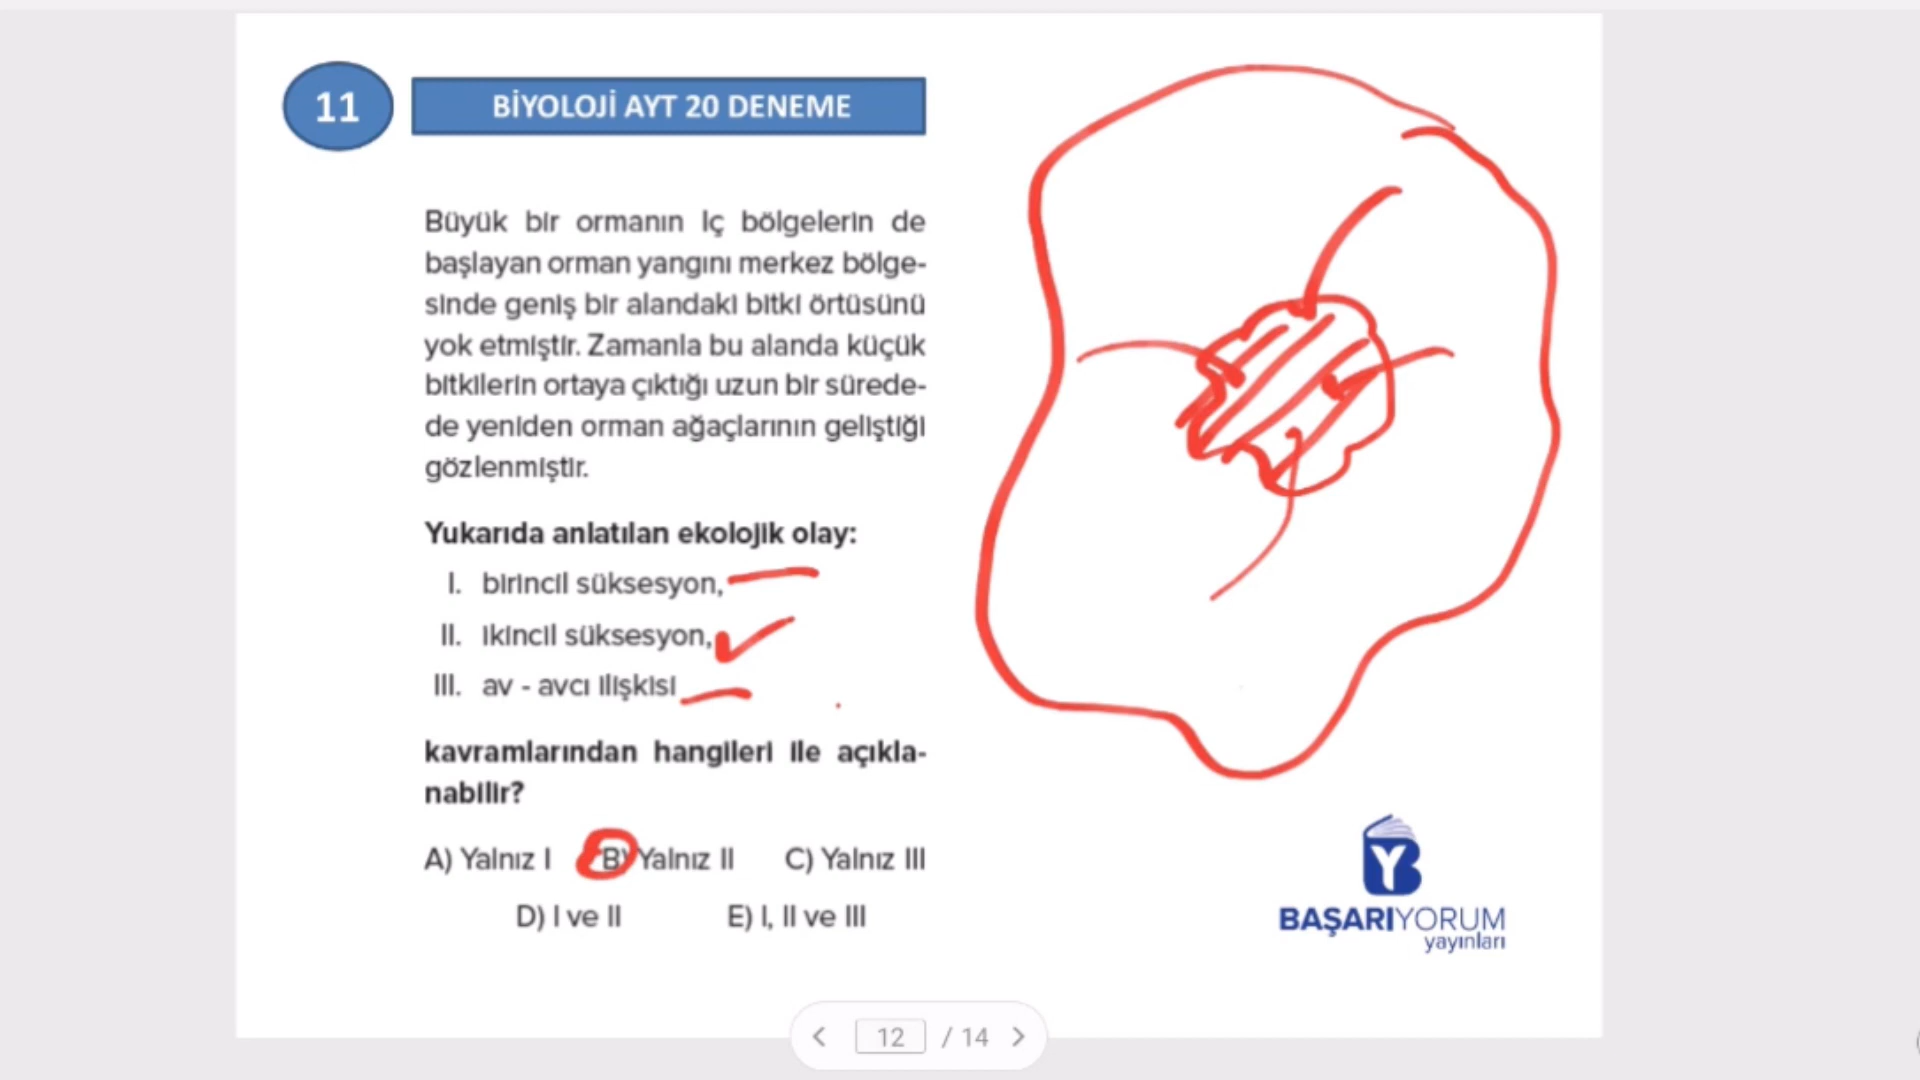 11
BİYOLOJİ AYT 20 DENEME
Büyük bir ormanın iç bölgelerin de
başlayan orman yangını merkez bölge-
sinde geniş bir alandaki bitki örtüsünü
yok etmiştir. Zamanla bu alanda küçük
bitkilerin ortaya çıktığı uzun bir sürede-
de yeniden orman ağaçlarının geliştiği
gözlenmiştir.
Yukarıda anlatılan ekolojik olay:
I. birincil süksesyon,
II. ikincil süksesyon,
III. av - avcı ilişkisi
kavramlarından hangileri ile açıkla-
nabilir?
A) Yalnız I B) Yalnız II C) Yalnız III
D) I ve II E) I, II ve III
BY
BAŞARIYORUM
yayınları
12 / 14